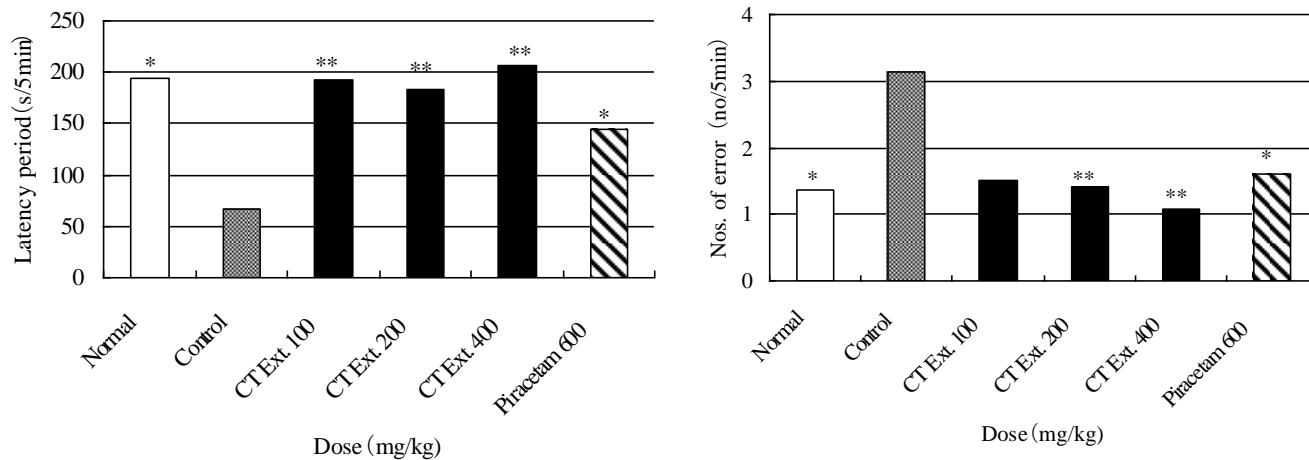 250
200
150
100
50
0
Latency period (s/5min)
*
**
**
**
*
Normal
Control
CT Ext. 100
CT Ext. 200
CT Ext. 400
Piracetam 600
Dose (mg/kg)
4
3
2
1
0
Nos. of error (no/5min)
*
**
**
*
Normal
Control
CT Ext. 100
CT Ext. 200
CT Ext. 400
Piracetam 600
Dose (mg/kg)